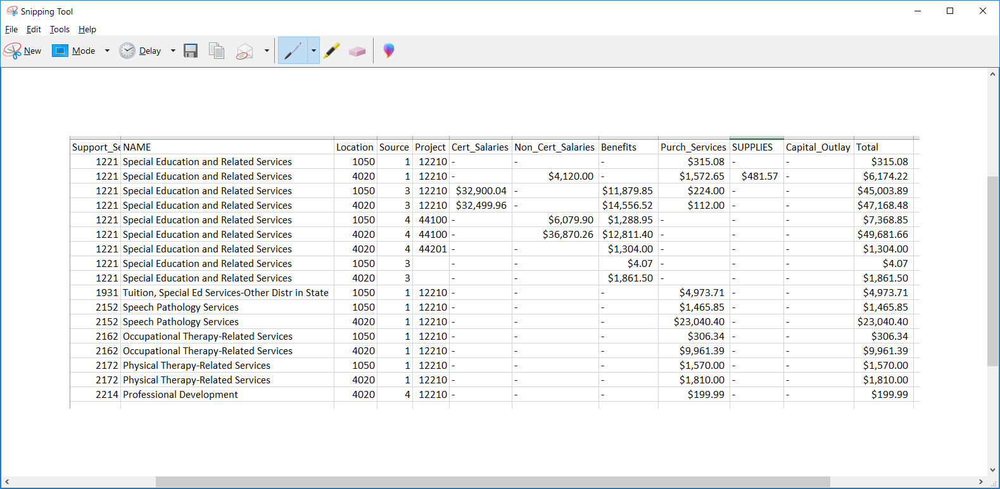 Snipping Tool
File Edit Tools Help
New Mode Delay
Support_Se NAME Location Source Project Cert_Salaries Non_Cert_Salaries Benefits Purch_Services SUPPLIES Capital_Outlay Total
1221 Special Education and Related Services 1050 1 12210 - - - $315.08 - - $315.08
1221 Special Education and Related Services 4020 1 12210 - $4,120.00 - $1,572.65 $481.57 - $6,174.22
1221 Special Education and Related Services 1050 3 12210 $32,900.04 - $11,879.85 $224.00 - - $45,003.89
1221 Special Education and Related Services 4020 3 12210 $32,499.96 - $14,556.52 $112.00 - - $47,168.48
1221 Special Education and Related Services 1050 4 44100 - $6,079.90 $1,288.95 - - - $7,368.85
1221 Special Education and Related Services 4020 4 44100 - $36,870.26 $12,811.40 - - - $49,681.66
1221 Special Education and Related Services 4020 4 44201 - - $1,304.00 - - - $1,304.00
1221 Special Education and Related Services 1050 3 - - $4.07 - - - $4.07
1221 Special Education and Related Services 4020 3 - - $1,861.50 - - - $1,861.50
1931 Tuition, Special Ed Services-Other Distr in State 1050 1 12210 - - - $4,973.71 - - $4,973.71
2152 Speech Pathology Services 1050 1 12210 - - - $1,465.85 - - $1,465.85
2152 Speech Pathology Services 4020 1 12210 - - - $23,040.40 - - $23,040.40
2162 Occupational Therapy-Related Services 1050 1 12210 - - - $306.34 - - $306.34
2162 Occupational Therapy-Related Services 4020 1 12210 - - - $9,961.39 - - $9,961.39
2172 Physical Therapy-Related Services 1050 1 12210 - - - $1,570.00 - - $1,570.00
2172 Physical Therapy-Related Services 4020 1 12210 - - - $1,810.00 - - $1,810.00
2214 Professional Development 4020 4 12210 - - - $199.99 - - $199.99